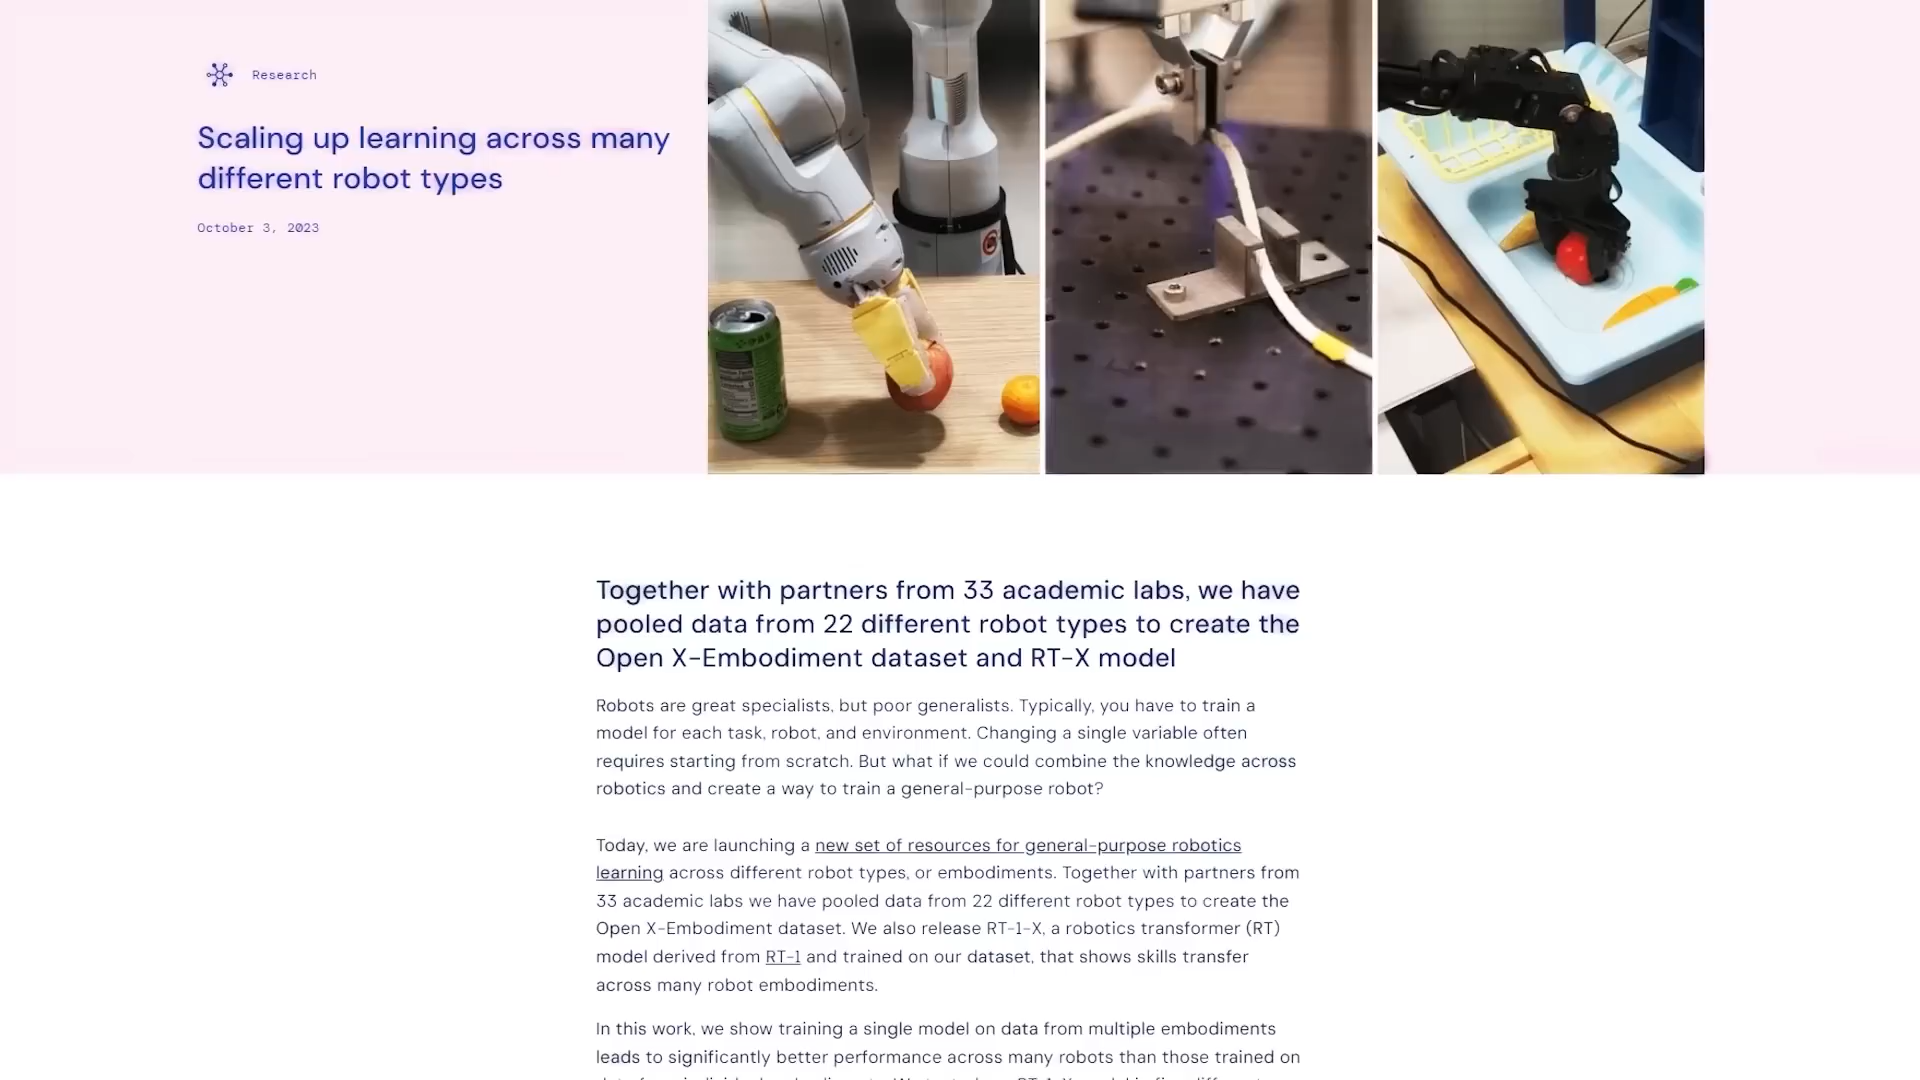 Research
Scaling up learning across many
different robot types
October 3, 2023
Together with partners from 33 academic labs, we have
pooled data from 22 different robot types to create the
Open X-Embodiment dataset and RT-X model
Robots are great specialists, but poor generalists. Typically, you have to train a
model for each task, robot, and environment. Changing a single variable often
requires starting from scratch. But what if we could combine the knowledge across
robotics and create a way to train a general-purpose robot?
Today, we are launching a new set of resources for general-purpose robotics
learning across different robot types, or embodiments. Together with partners from
33 academic labs we have pooled data from 22 different robot types to create the
Open X-Embodiment dataset. We also release RT-1-X, a robotics transformer (RT)
model derived from RT-1 and trained on our dataset, that shows skills transfer
across many robot embodiments.
In this work, we show training a single model on data from multiple embodiments
leads to significantly better performance across many robots than those trained on